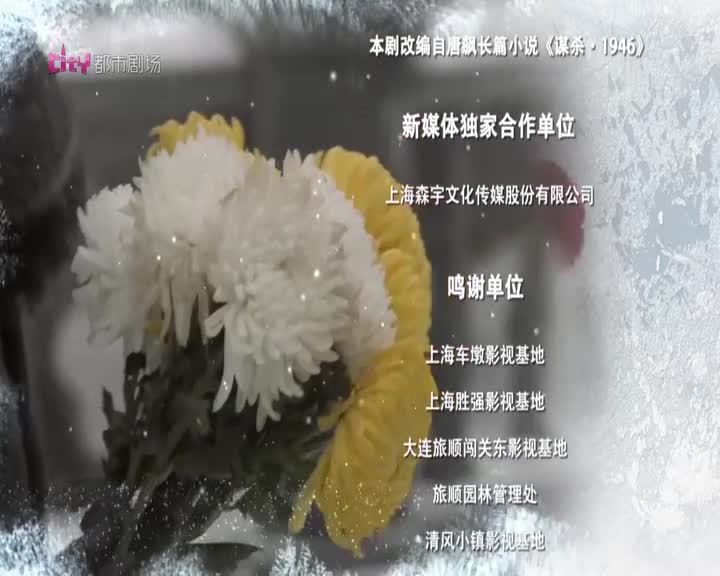 本剧改编自唐飙长篇小说《谋杀·1946》
City都市剧场
新媒体独家合作单位
上海森宇文化传媒股份有限公司
鸣谢单位
上海车墩影视基地
上海胜强影视基地
大连旅顺闯关东影视基地
旅顺园林管理处
清风小镇影视基地